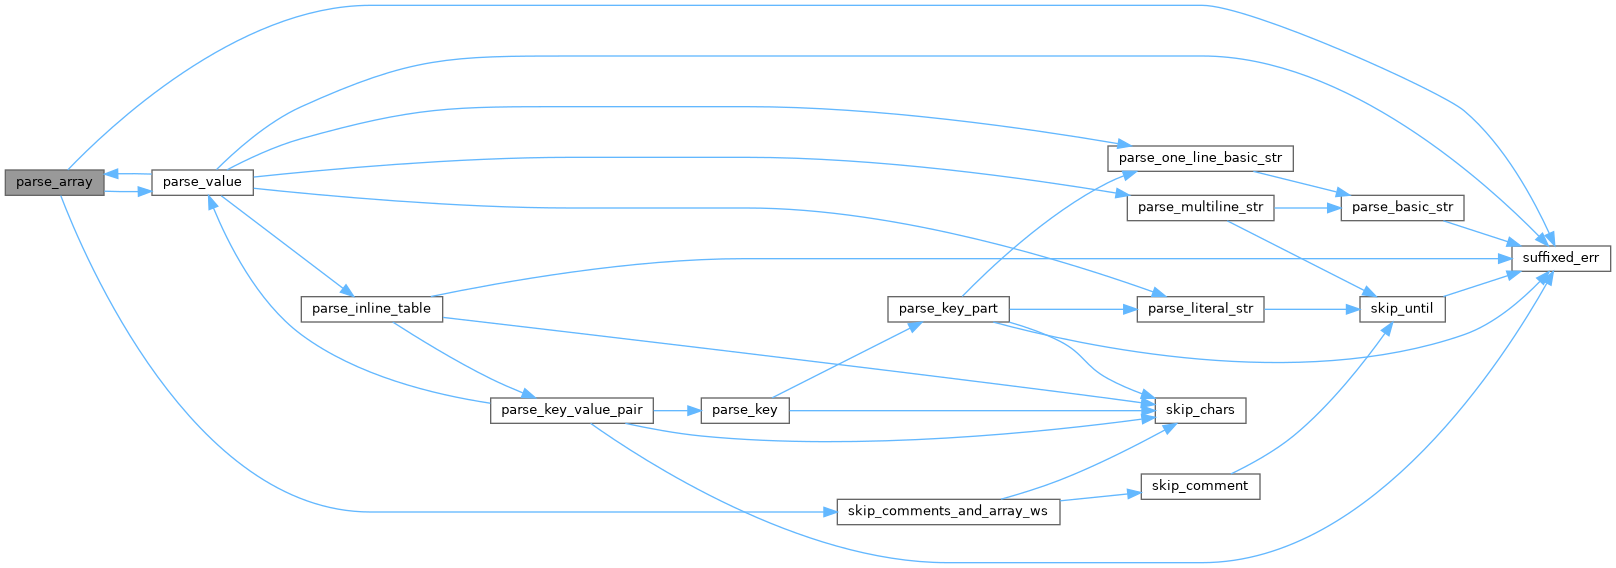 parse_array
parse_value
parse_inline_table
parse_key_value_pair
parse_key
skip_comments_and_array_ws
parse_key_part
parse_one_line_basic_str
parse_multiline_str
parse_literal_str
skip_chars
skip_comment
parse_basic_str
skip_until
suffixed_err